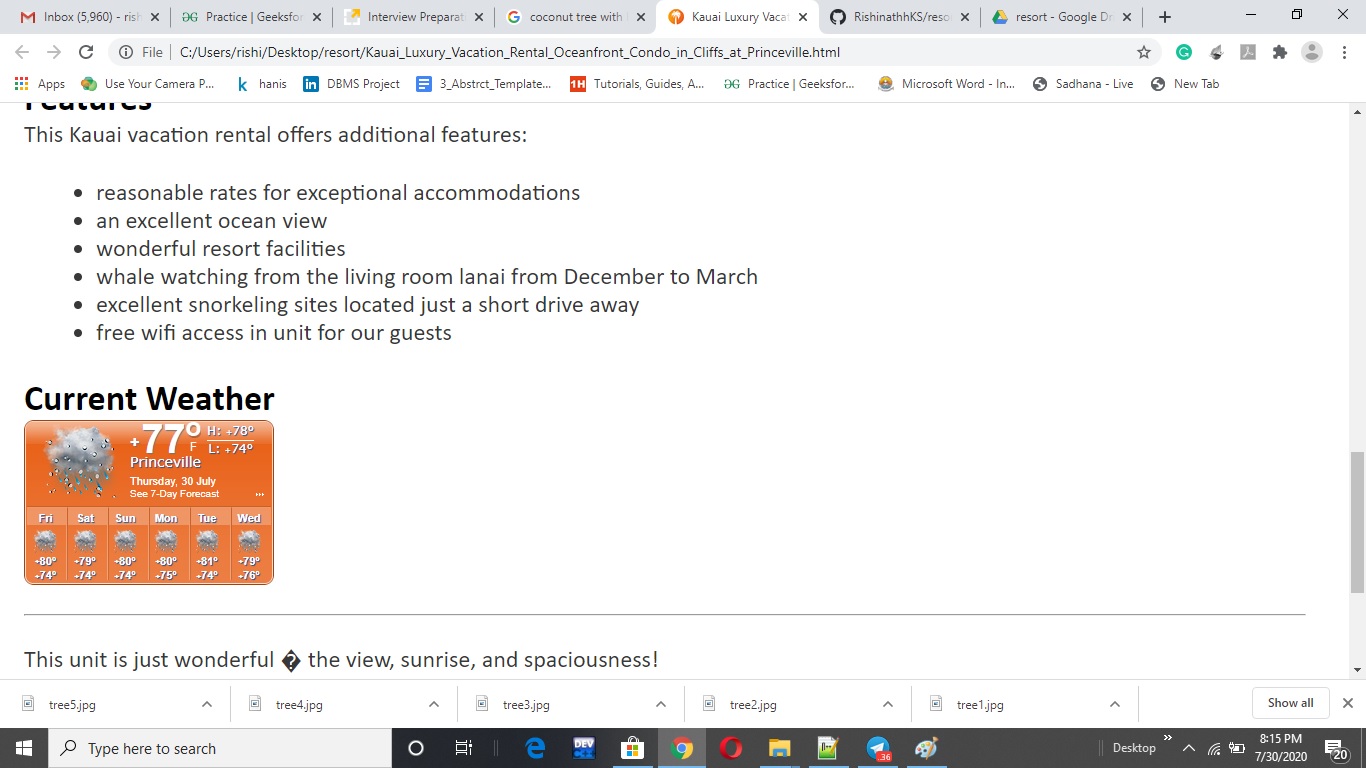 Inbox (5,960) - rish
Practice | Geeksfor
Interview Preparat
coconut tree with
Kauai Luxury Vacat
RishinathhKS/reso
resort - Google Dr
File
C:/Users/rishi/Desktop/resort/Kauai_Luxury_Vacation_Rental_Oceanfront_Condo_in_Cliffs_at_Princeville.html
Apps
Use Your Camera P...
hanis
DBMS Project
3_Abstrct_Template...
1H Tutorials, Guides, A...
Practice | Geeksfor...
Microsoft Word - In...
Sadhana - Live
New Tab
Features
This Kauai vacation rental offers additional features:
• reasonable rates for exceptional accommodations
• an excellent ocean view
• wonderful resort facilities
• whale watching from the living room lanai from December to March
• excellent snorkeling sites located just a short drive away
• free wifi access in unit for our guests
Current Weather
+77° F
H: +78°
L: +74°
Princeville
Thursday, 30 July
See 7-Day Forecast ...
Fri Sat Sun Mon Tue Wed
+80° +79° +80° +80° +81° +79°
+74° +74° +74° +75° +74° +76°
This unit is just wonderful � the view, sunrise, and spaciousness!
tree5.jpg
tree4.jpg
tree3.jpg
tree2.jpg
tree1.jpg
Show all
Type here to search
DEV
36
Desktop
8:15 PM
7/30/2020
20